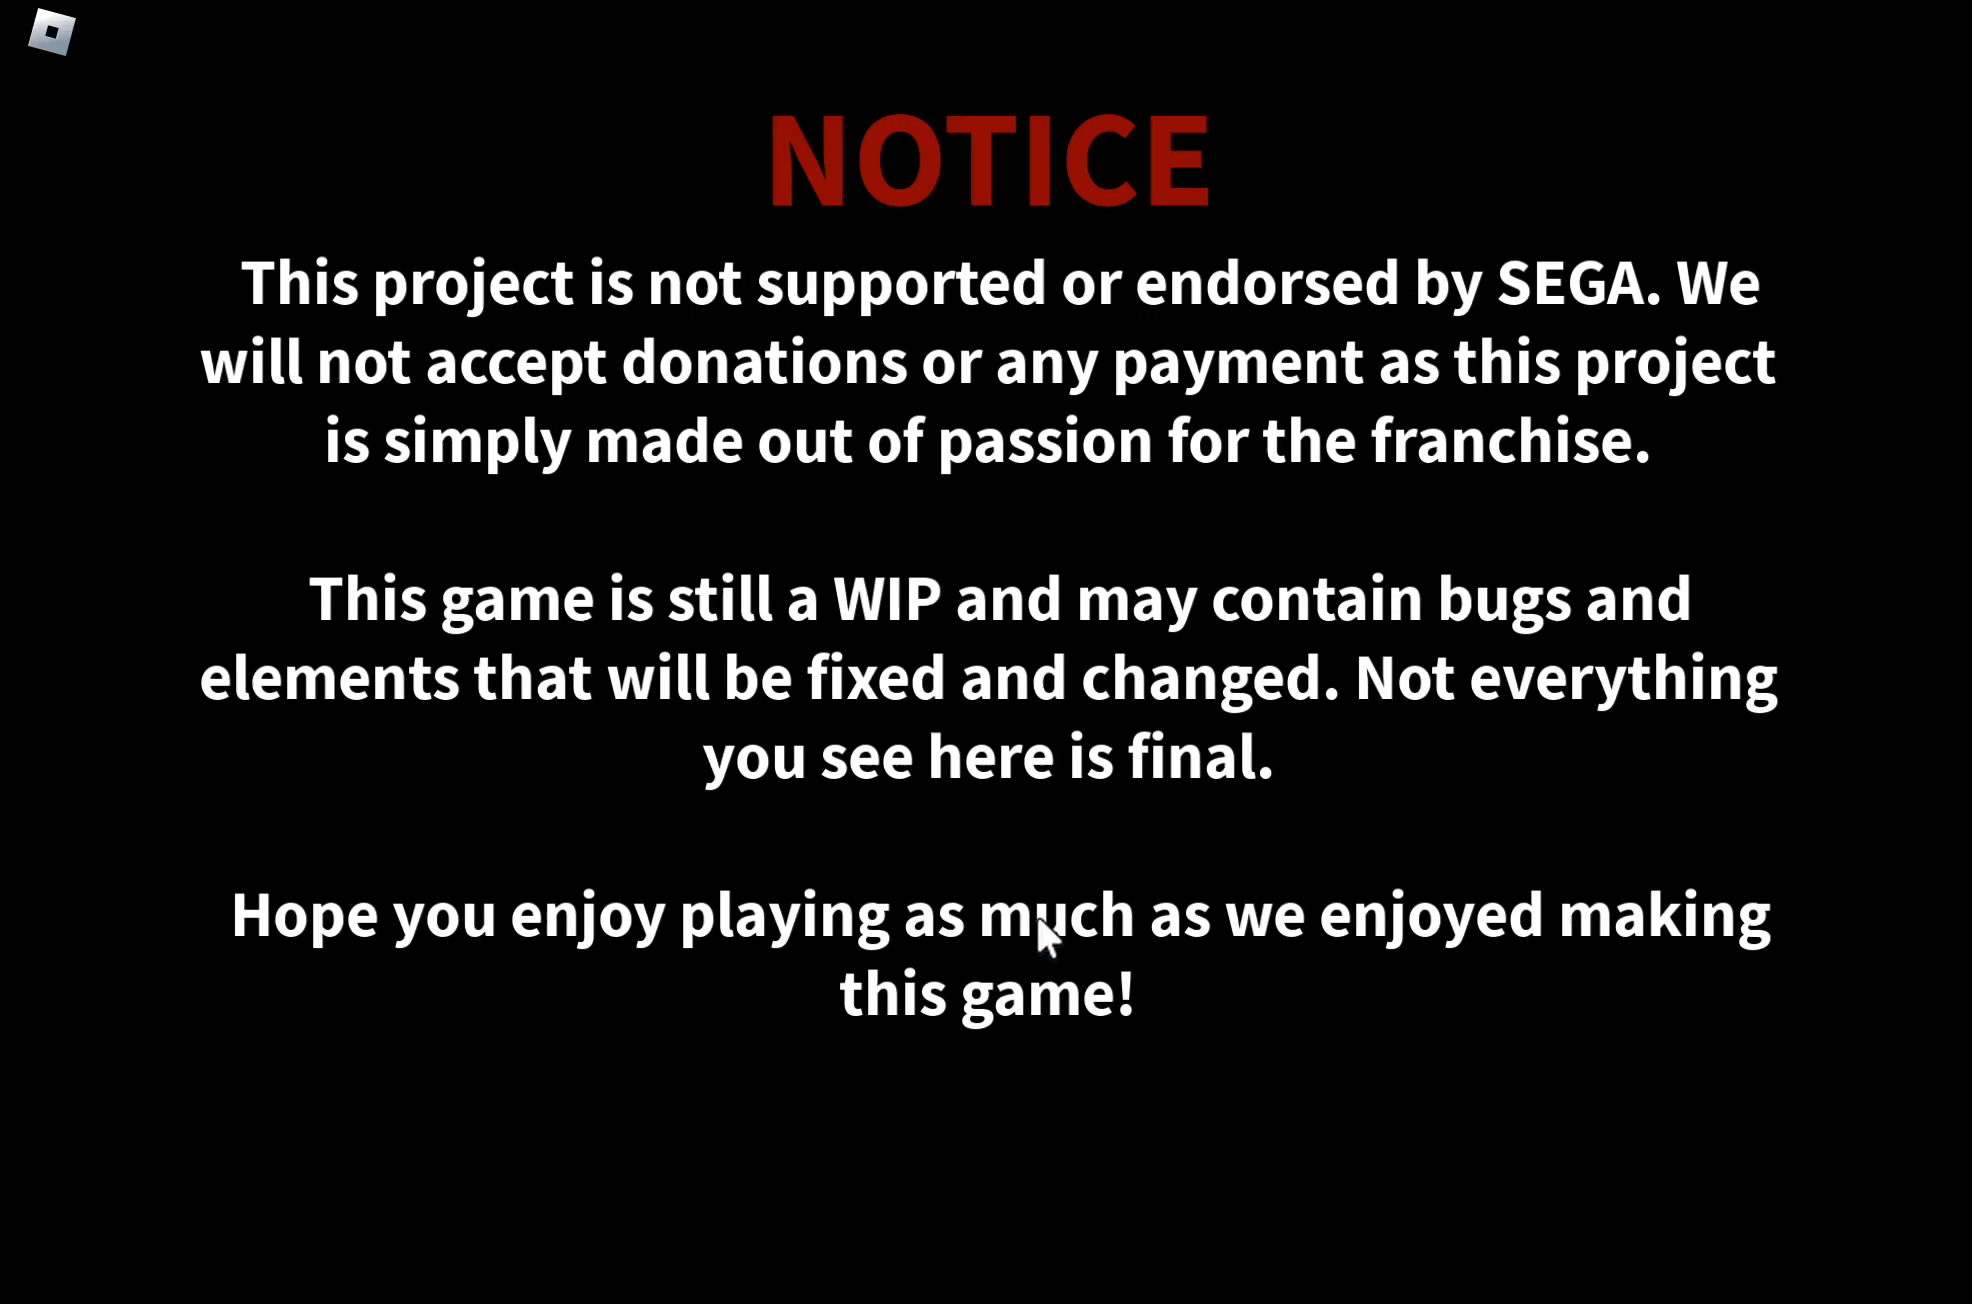 NOTICE
This project is not supported or endorsed by SEGA. We
will not accept donations or any payment as this project
is simply made out of passion for the franchise.
This game is still a WIP and may contain bugs and
elements that will be fixed and changed. Not everything
you see here is final.
Hope you enjoy playing as much as we enjoyed making
this game!